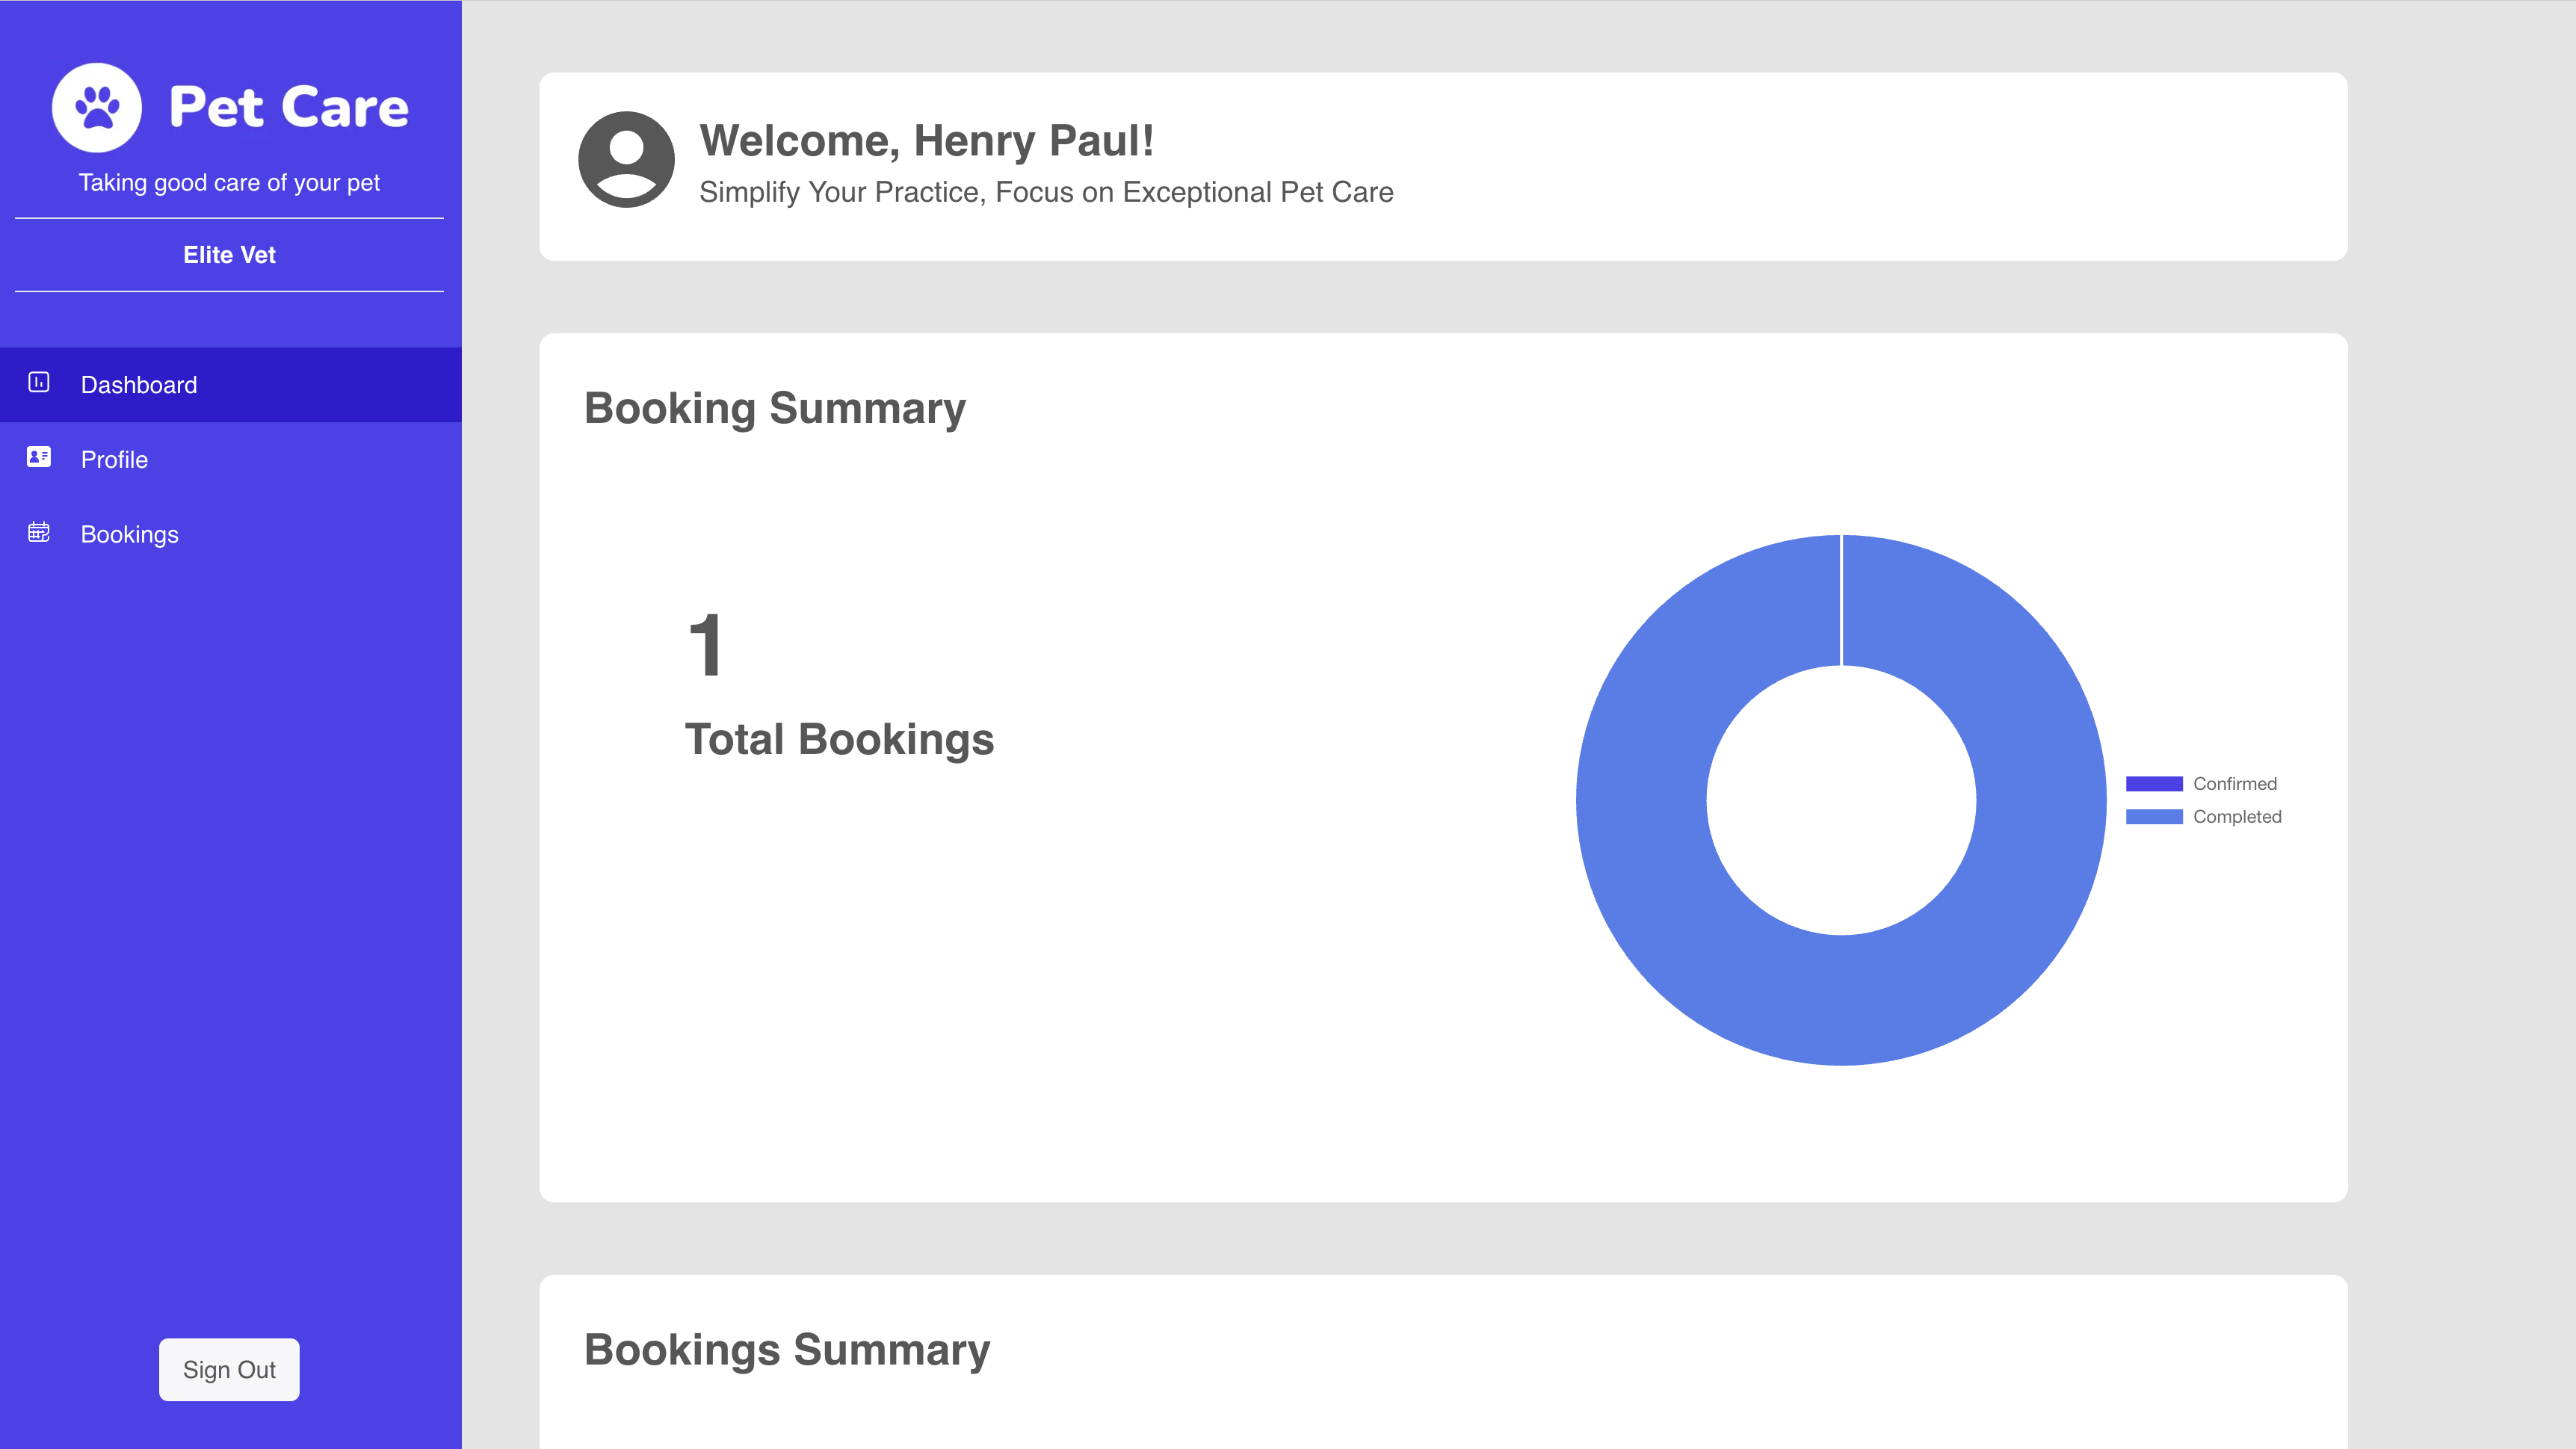 Pet Care
Taking good care of your pet
Elite Vet
Dashboard
Profile
Bookings
Sign Out
Welcome, Henry Paul!
Simplify Your Practice, Focus on Exceptional Pet Care
Booking Summary
1
Total Bookings
Confirmed
Completed
Bookings Summary